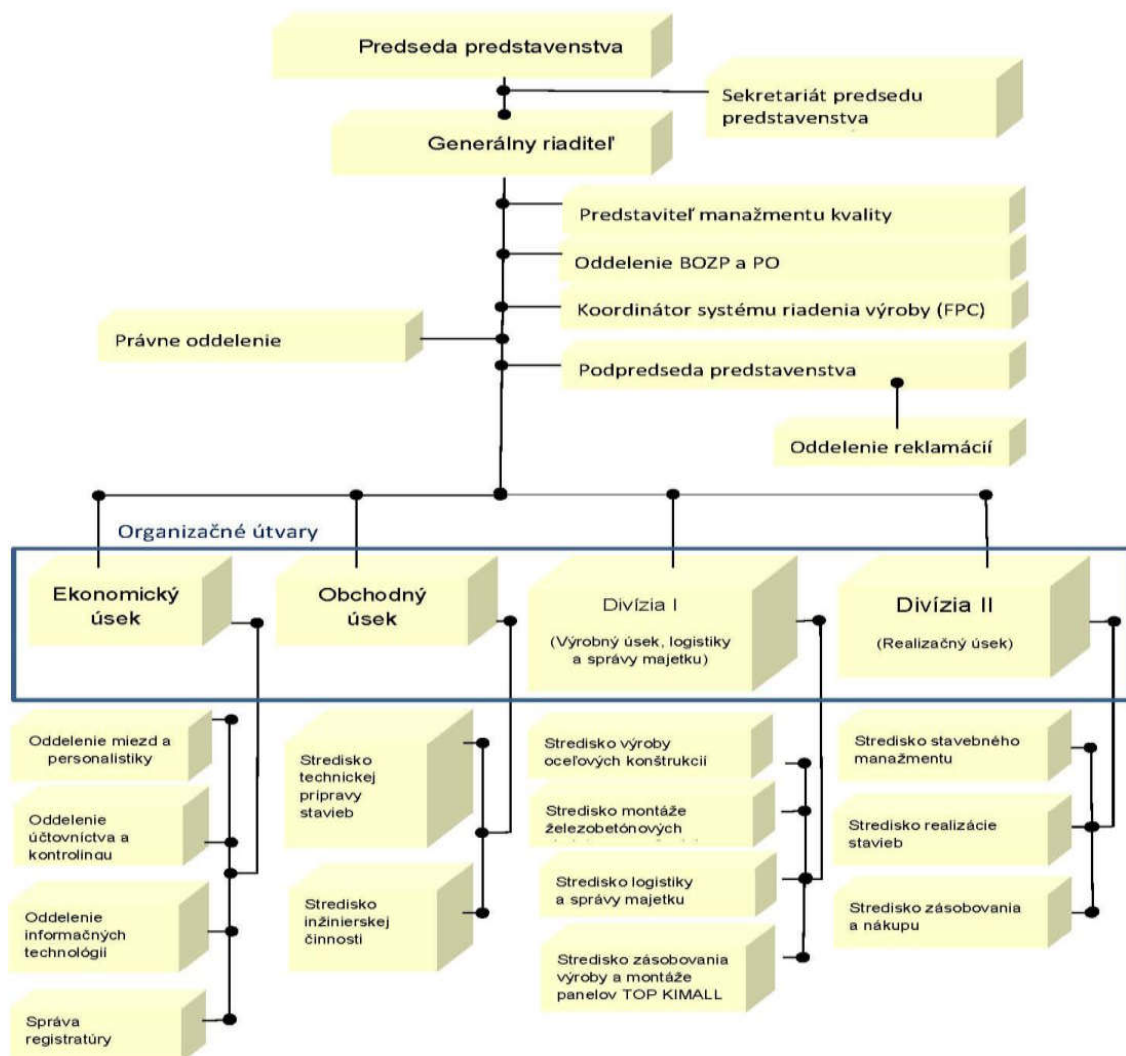 Predseda predstavenstva
Sekretariát predsedu
predstavenstva
Generálny riaditeľ
Predstaviteľ manažmentu kvality
Oddelenie BOZP a PO
Koordinátor systému riadenia výroby (FPC)
Právne oddelenie
Podpredseda predstavenstva
Oddelenie reklamácií
Organizačné útvary
Ekonomický
úsek
Obchodný
úsek
Divízia I
(Výrobný úsek, logistiky
a správy majetku)
Divízia II
(Realizačný úsek)
Oddelenie miezd a
personalistiky
Oddelenie
účtovníctva a
kontrolingu
Oddelenie
informačných
technológií
Správa
registratúry
Stredisko
technickej
prípravy
stavieb
Stredisko
inžinierskej
činnosti
Stredisko výroby
oceľových konštrukcií
Stredisko montáže
železobetónových
Stredisko logistiky
a správy majetku
Stredisko zásobovania
výroby a montáže
panelov TOP KIMALL
Stredisko stavebného
manažmentu
Stredisko realizácie
stavieb
Stredisko zásobovania
a nákupu